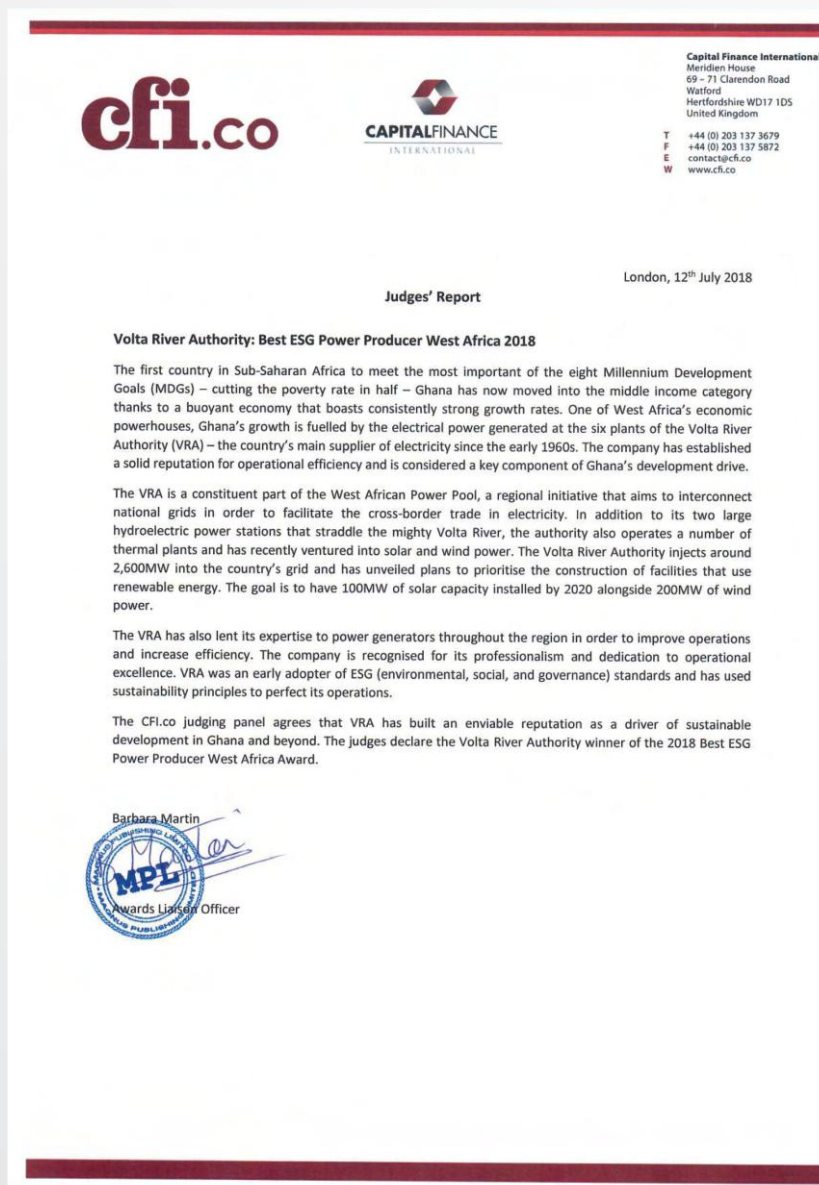 cfi.co
CAPITALFINANCE
INTERNATIONAL
Capital Finance International
Meridien House
69 – 71 Clarendon Road
Watford
Hertfordshire WD17 1DS
United Kingdom
T +44 (0) 203 137 3679
F +44 (0) 203 137 5872
E contact@cfi.co
W www.cfi.co
London, 12th July 2018
Judges' Report
Volta River Authority: Best ESG Power Producer West Africa 2018
The first country in Sub-Saharan Africa to meet the most important of the eight Millennium Development
Goals (MDGs) – cutting the poverty rate in half – Ghana has now moved into the middle income category
thanks to a buoyant economy that boasts consistently strong growth rates. One of West Africa's economic
powerhouses, Ghana's growth is fuelled by the electrical power generated at the six plants of the Volta River
Authority (VRA) – the country's main supplier of electricity since the early 1960s. The company has established
a solid reputation for operational efficiency and is considered a key component of Ghana's development drive.
The VRA is a constituent part of the West African Power Pool, a regional initiative that aims to interconnect
national grids in order to facilitate the cross-border trade in electricity. In addition to its two large
hydroelectric power stations that straddle the mighty Volta River, the authority also operates a number of
thermal plants and has recently ventured into solar and wind power. The Volta River Authority injects around
2,600MW into the country's grid and has unveiled plans to prioritise the construction of facilities that use
renewable energy. The goal is to have 100MW of solar capacity installed by 2020 alongside 200MW of wind
power.
The VRA has also lent its expertise to power generators throughout the region in order to improve operations
and increase efficiency. The company is recognised for its professionalism and dedication to operational
excellence. VRA was an early adopter of ESG (environmental, social, and governance) standards and has used
sustainability principles to perfect its operations.
The CFI.co judging panel agrees that VRA has built an enviable reputation as a driver of sustainable
development in Ghana and beyond. The judges declare the Volta River Authority winner of the 2018 Best ESG
Power Producer West Africa Award.
Barbara Martin
MAGNUS PUBLISHING LIMITED
MPL
MAGNUS PUBLISHING LIMITED
Awards Liaison Officer